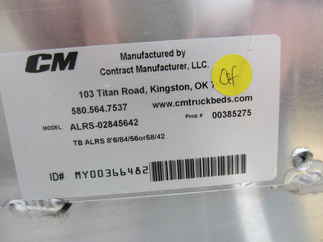 CM
Manufactured by
Contract Manufacturer, LLC.
103 Titan Road, Kingston, OK
580.564.7537 www.cmtruckbeds.com
MODEL ALRS-02845642 Prod # 00385275
TB ALRS 8'6/84/56or58/42
ID# MY00366482